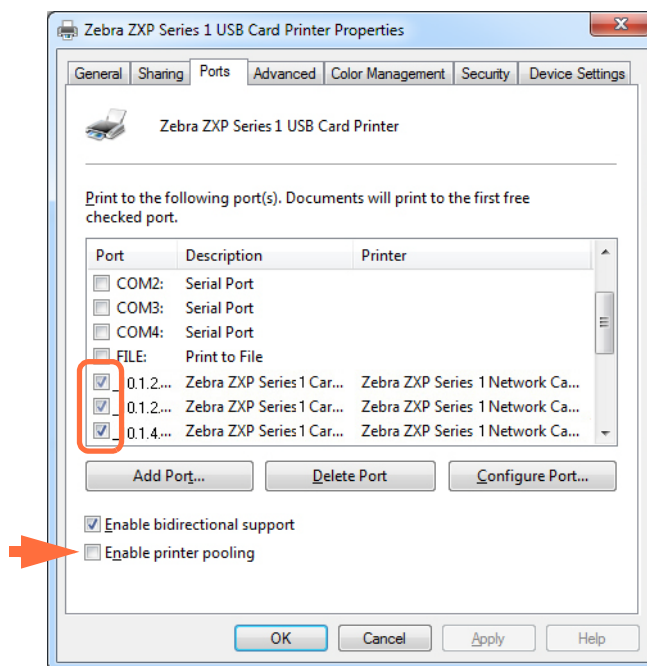 Zebra ZXP Series 1 USB Card Printer Properties
General Sharing Ports Advanced Color Management Security Device Settings
Zebra ZXP Series 1 USB Card Printer
Print to the following port(s). Documents will print to the first free
checked port.
Port Description Printer
COM2: Serial Port
COM3: Serial Port
COM4: Serial Port
FILE: Print to File
_ 0.1.2... Zebra ZXP Series 1 Car... Zebra ZXP Series 1 Network Ca...
_ 0.1.2... Zebra ZXP Series 1 Car... Zebra ZXP Series 1 Network Ca...
_ 0.1.4... Zebra ZXP Series 1 Car... Zebra ZXP Series 1 Network Ca...
Add Port... Delete Port Configure Port...
Enable bidirectional support
Enable printer pooling
OK Cancel Apply Help